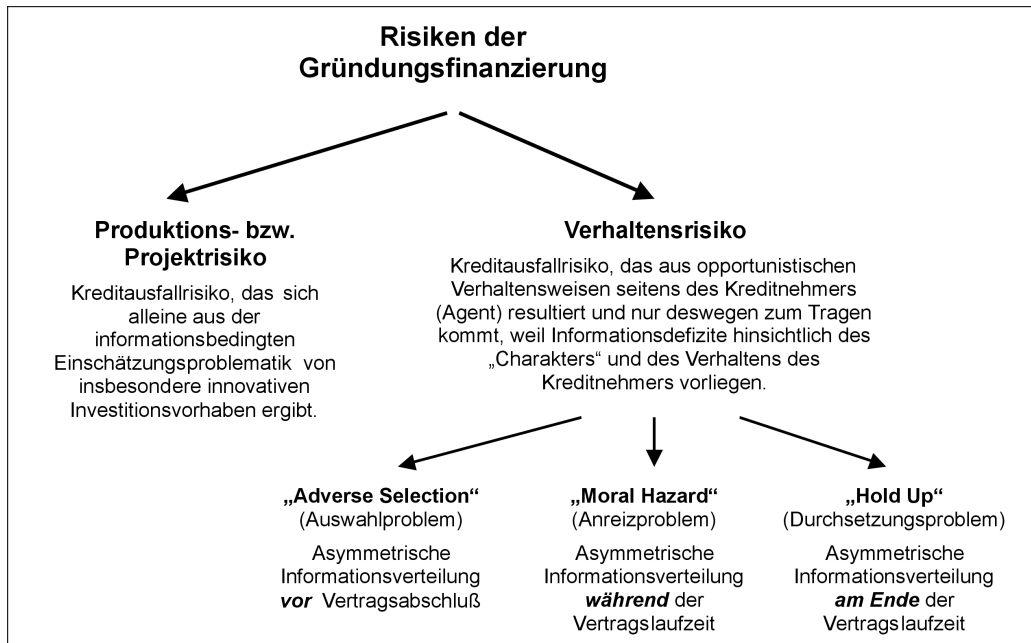 Risiken der
Gründungsfinanzierung
Produktions- bzw.
Projektrisiko
Kreditausfallrisiko, das sich
alleine aus der
informationsbedingten
Einschätzungsproblematik von
insbesondere innovativen
Investitionsvorhaben ergibt.
Verhaltensrisiko
Kreditausfallrisiko, das aus opportunistischen
Verhaltensweisen seitens des Kreditnehmers
(Agent) resultiert und nur deswegen zum Tragen
kommt, weil Informationsdefizite hinsichtlich des
„Charakters“ und des Verhaltens des
Kreditnehmers vorliegen.
„Adverse Selection“
(Auswahlproblem)
Asymmetrische
Informationsverteilung
vor Vertragsabschluß
„Moral Hazard“
(Anreizproblem)
Asymmetrische
Informationsverteilung
während der
Vertragslaufzeit
„Hold Up“
(Durchsetzungsproblem)
Asymmetrische
Informationsverteilung
am Ende der
Vertragslaufzeit